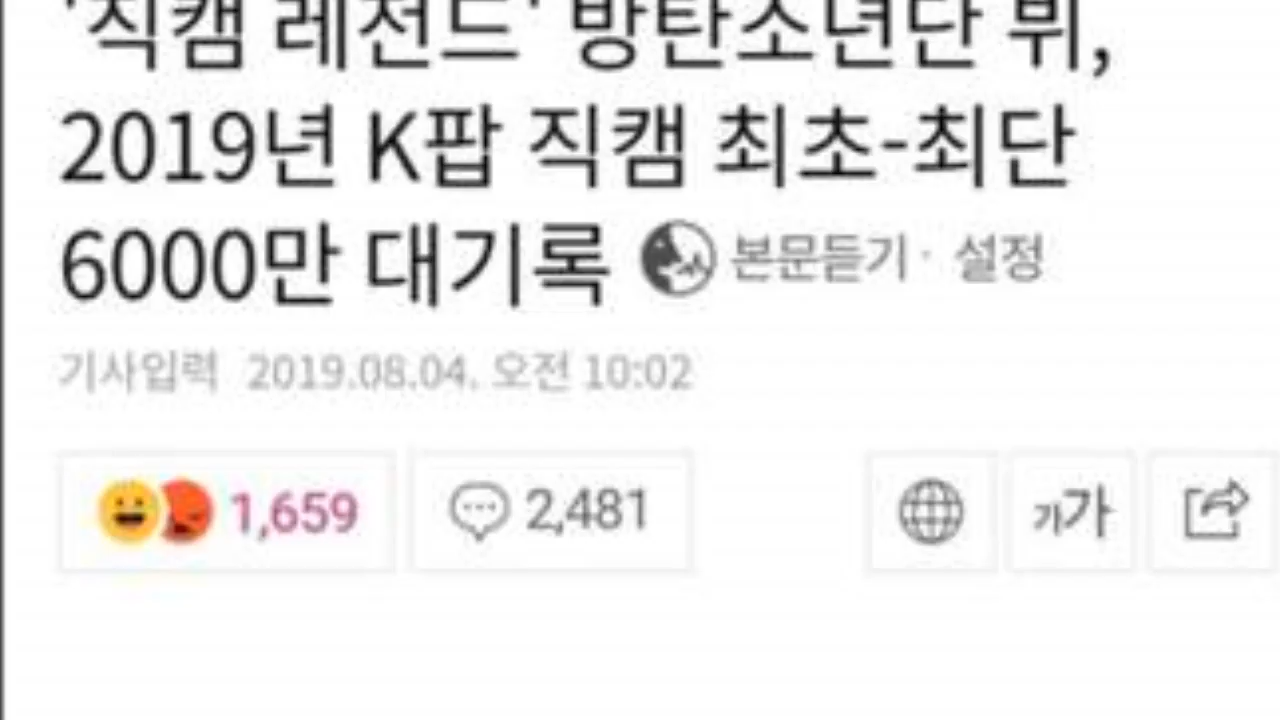 '직캠 레전드' 방탄소년단 뷔,
2019년 K팝 직캠 최초-최단
6000만 대기록 본문듣기 · 설정
기사입력 2019.08.04. 오전 10:02
1,659 2,481 가가